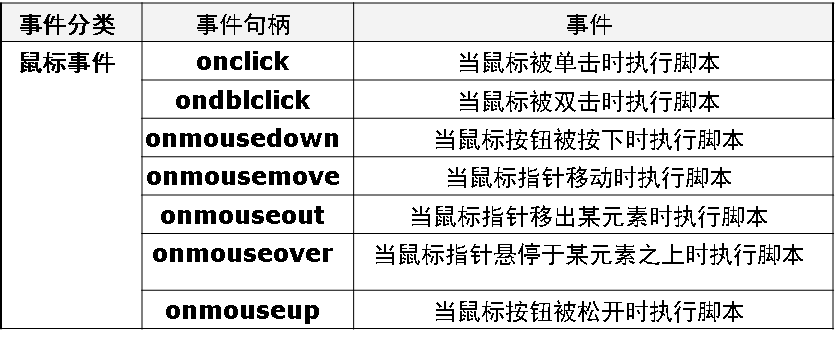 事件分类 事件句柄 事件
鼠标事件 onclick 当鼠标被单击时执行脚本
ondblclick 当鼠标被双击时执行脚本
onmousedown 当鼠标按钮被按下时执行脚本
onmousemove 当鼠标指针移动时执行脚本
onmouseout 当鼠标指针移出某元素时执行脚本
onmouseover 当鼠标指针悬停于某元素之上时执行脚本
onmouseup 当鼠标按钮被松开时执行脚本